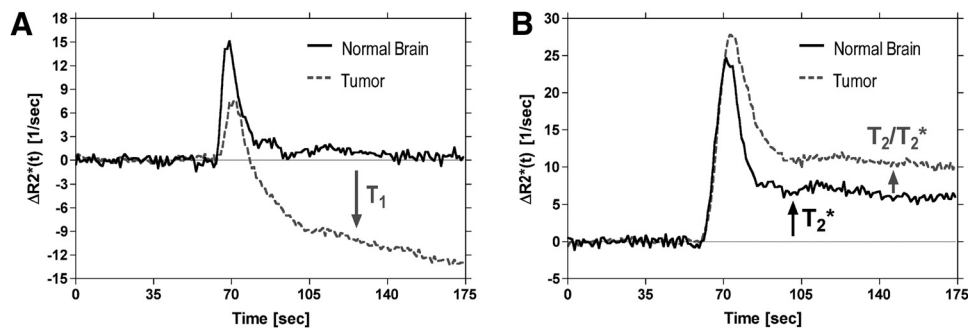 A
ΔR2*(t) [1/sec]
18
15
12
9
6
3
0
-3
-6
-9
-12
-15
Normal Brain
Tumor
T1
0 35 70 105 140 175
Time [sec]
B
ΔR2*(t) [1/sec]
30
25
20
15
10
5
0
-5
Normal Brain
Tumor
T2/T2*
T2*
0 35 70 105 140 175
Time [sec]